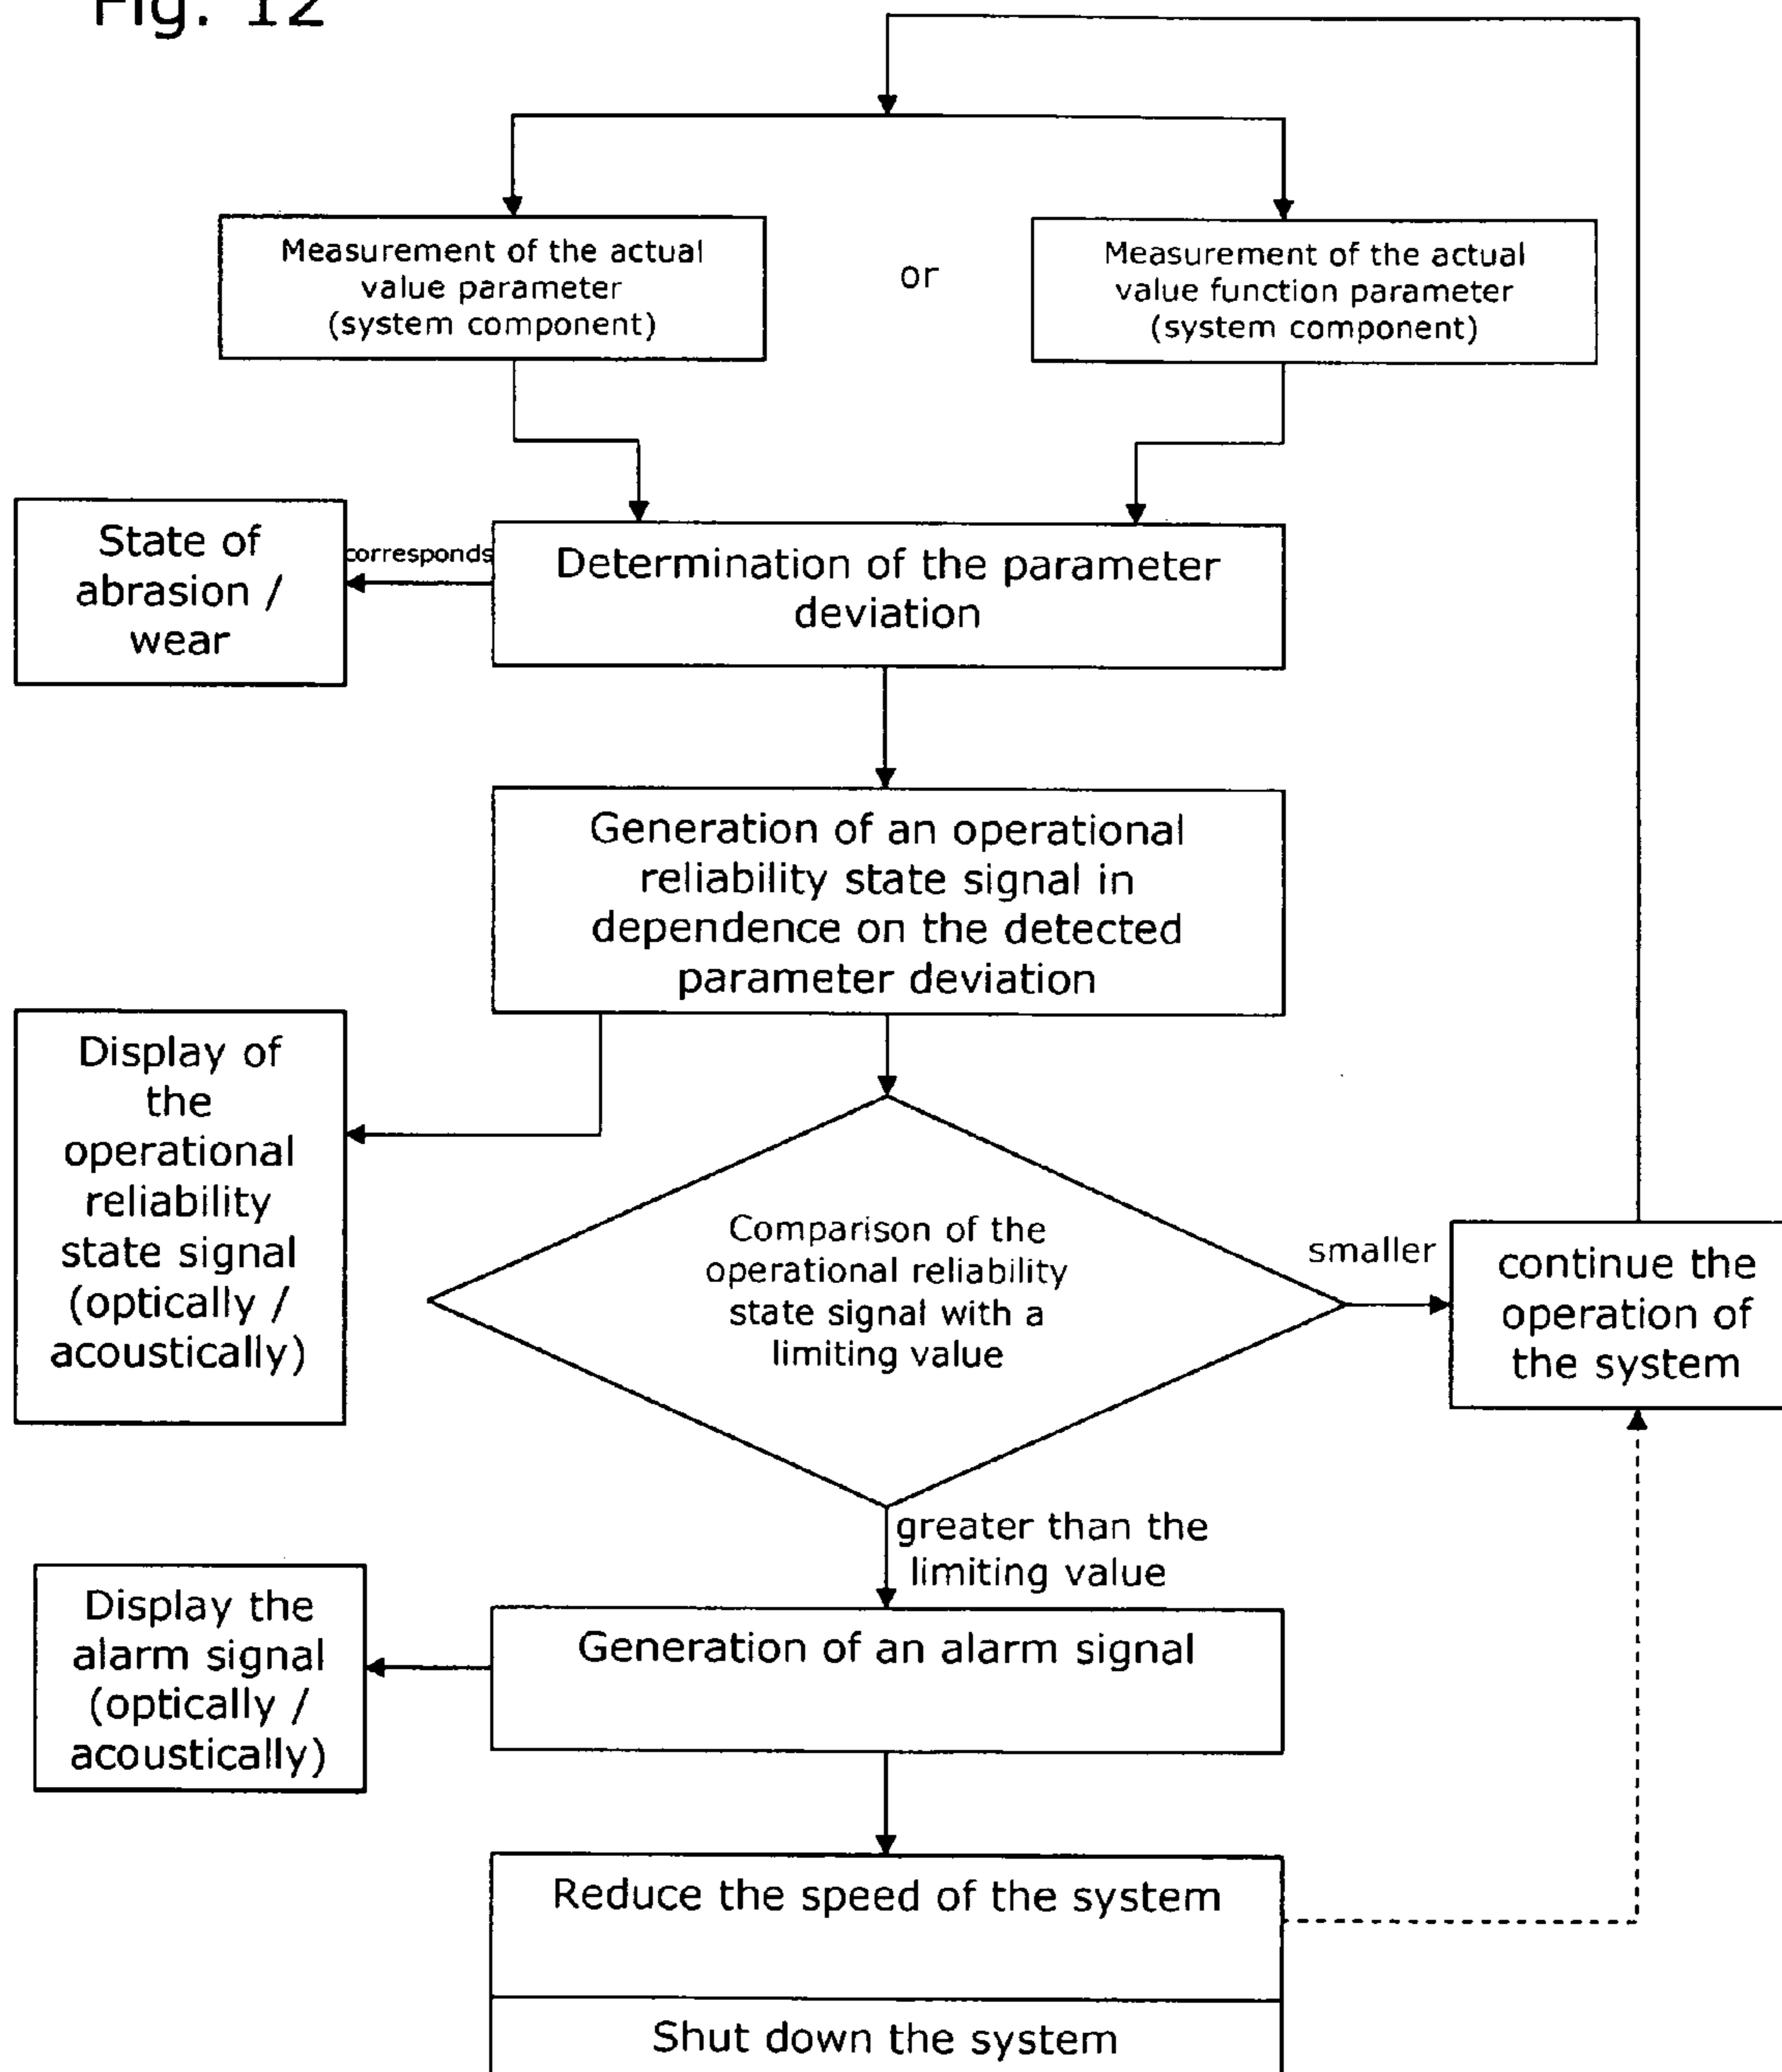 Fig. 12
Measurement of the actual
value parameter
(system component)
or
Measurement of the actual
value function parameter
(system component)
State of
abrasion /
wear
corresponds
Determination of the parameter
deviation
Generation of an operational
reliability state signal in
dependence on the detected
parameter deviation
Display of
the
operational
reliability
state signal
(optically /
acoustically)
Comparison of the
operational reliability
state signal with a
limiting value
smaller
continue the
operation of
the system
greater than the
limiting value
Display the
alarm signal
(optically /
acoustically)
Generation of an alarm signal
Reduce the speed of the system
Shut down the system